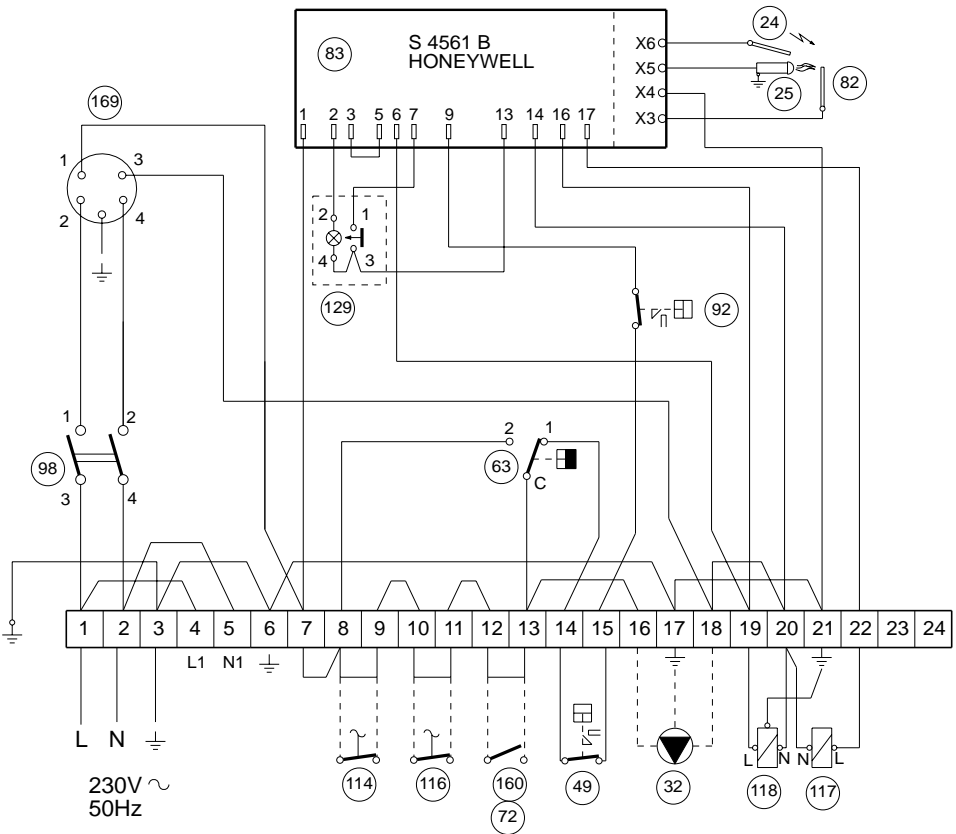 S 4561 B
HONEYWELL
83
X6
X5
X4
X3
24
25
82
169
1 2 3 5 6 7 9 13 14 16 17
1 3
2 4
2 1
4 3
129
92
1 2
98
3 4
2 1
63
C
1 2 3 4 5 6 7 8 9 10 11 12 13 14 15 16 17 18 19 20 21 22 23 24
L1 N1
L N
230V ~
50Hz
L N N L
114 116 160 49 32 118 117
72